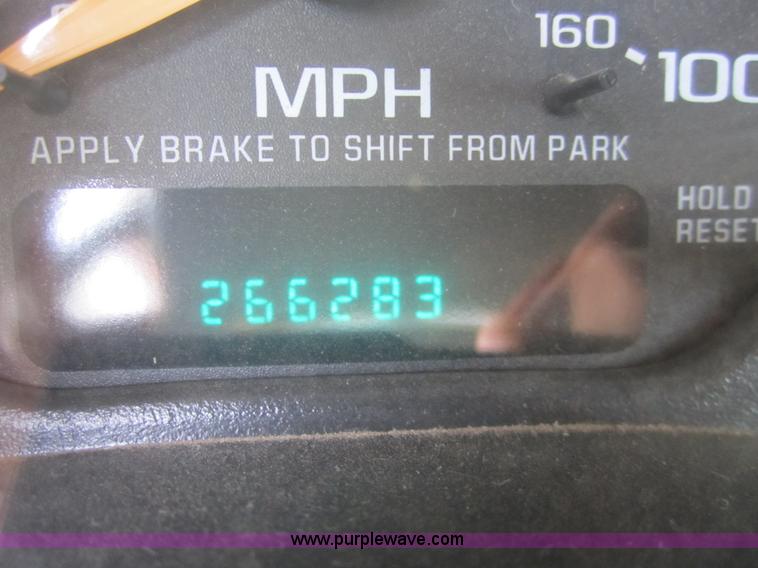 160
100
MPH
APPLY BRAKE TO SHIFT FROM PARK
HOLD
RESET
266283
www.purplewave.com